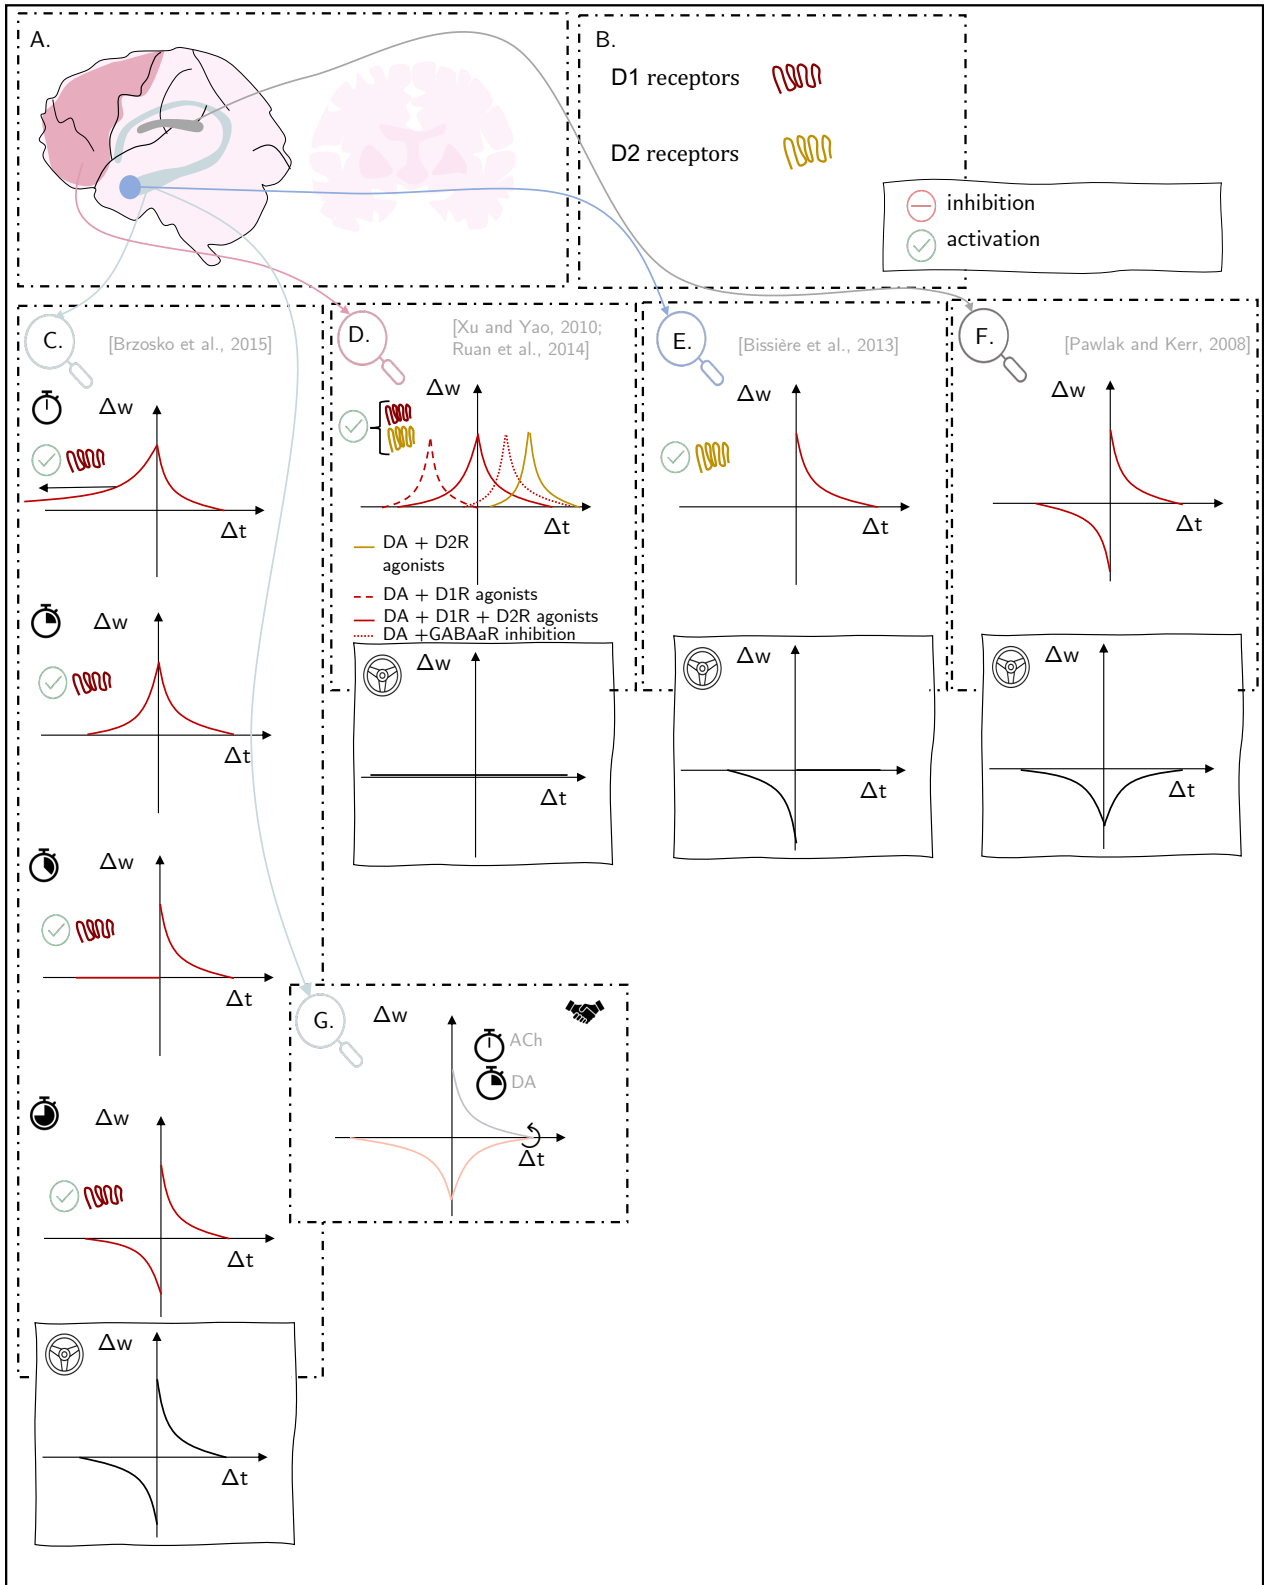 A.
B.
D1 receptors
D2 receptors
inhibition
activation
C.
[Brzosko et al., 2015]
D.
[Xu and Yao, 2010;
Ruan et al., 2014]
E.
[Bissière et al., 2013]
F.
[Pawlak and Kerr, 2008]
Δw
Δt
Δw
Δt
DA + D2R
agonists
DA + D1R agonists
DA + D1R + D2R agonists
DA +GABAaR inhibition
Δw
Δt
Δw
Δt
Δw
Δt
Δw
Δt
Δw
Δt
Δw
Δt
Δw
Δt
G.
Δw
ACh
DA
Δt
Δw
Δt
Δw
Δt